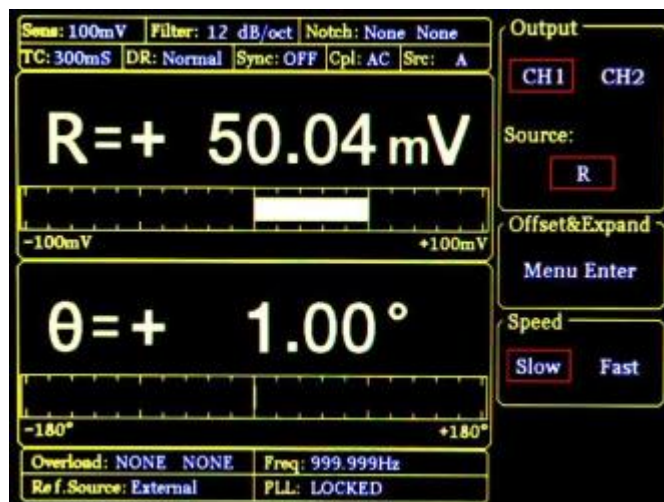 Sens: 100mV Filter: 12 dB/oct Notch: None None
TC: 300mS DR: Normal Sync: OFF Cpl: AC Src: A
R=+ 50.04 mV
-100mV +100mV
θ=+ 1.00°
-180° +180°
Overload: NONE NONE Freq: 999.999Hz
Ref.Source: External PLL: LOCKED
Output
CH1 CH2
Source:
R
Offset&Expand
Menu Enter
Speed
Slow Fast